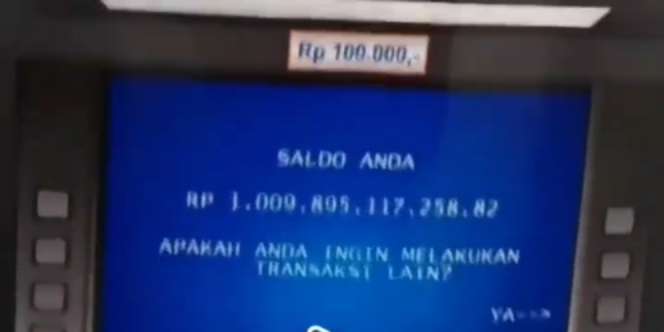 Rp 100.000,-
SALDO ANDA
RP 1.009.895.117.258.82
APAKAH ANDA INGIN MELAKUKAN
TRANSAKSI LAIN?
YA==>